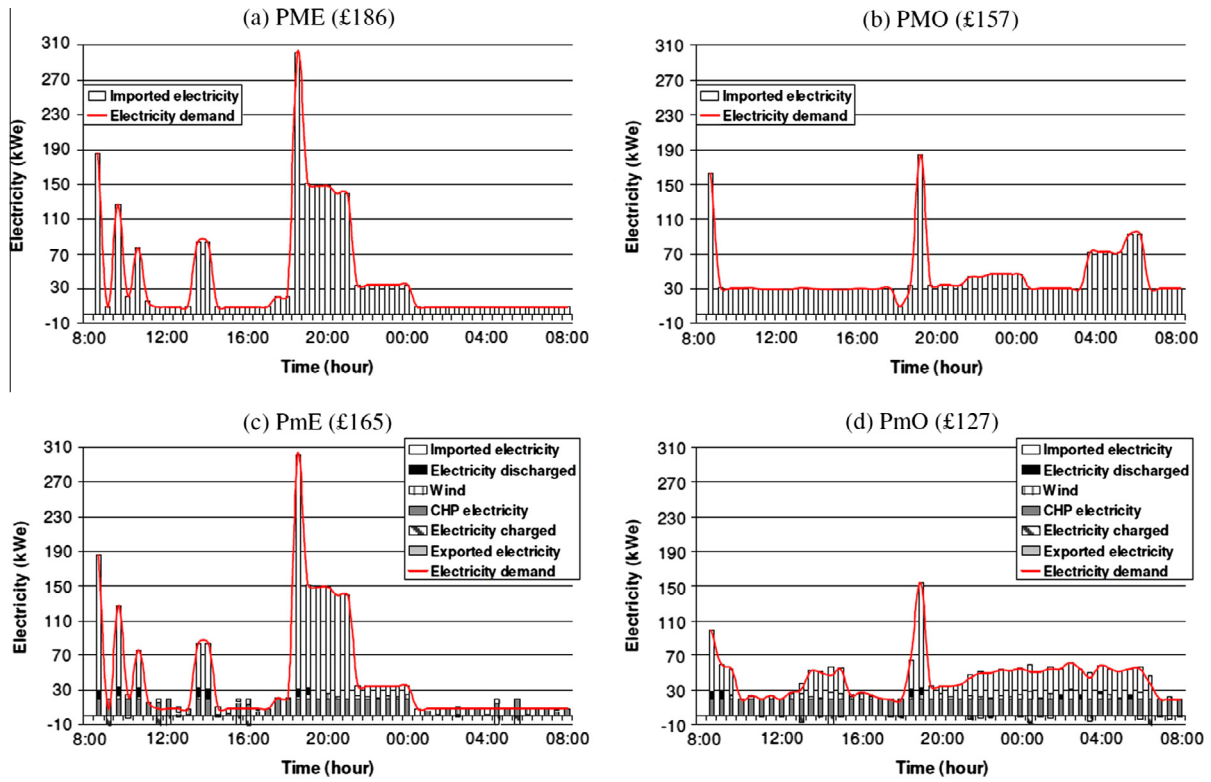 (a) PME (£186)
310
270
230
190
150
110
70
30
-10
Electricity (kWe)
Imported electricity
Electricity demand
8:00 12:00 16:00 20:00 00:00 04:00 08:00
Time (hour)
(b) PMO (£157)
310
270
230
190
150
110
70
30
-10
Electricity (kWe)
Imported electricity
Electricity demand
8:00 12:00 16:00 20:00 00:00 04:00 08:00
Time (hour)
(c) PmE (£165)
310
270
230
190
150
110
70
30
-10
Electricity (kWe)
Imported electricity
Electricity discharged
Wind
CHP electricity
Electricity charged
Exported electricity
Electricity demand
8:00 12:00 16:00 20:00 00:00 04:00 08:00
Time (hour)
(d) PmO (£127)
310
270
230
190
150
110
70
30
-10
Electricity (kWe)
Imported electricity
Electricity discharged
Wind
CHP electricity
Electricity charged
Exported electricity
Electricity demand
8:00 12:00 16:00 20:00 00:00 04:00 08:00
Time (hour)